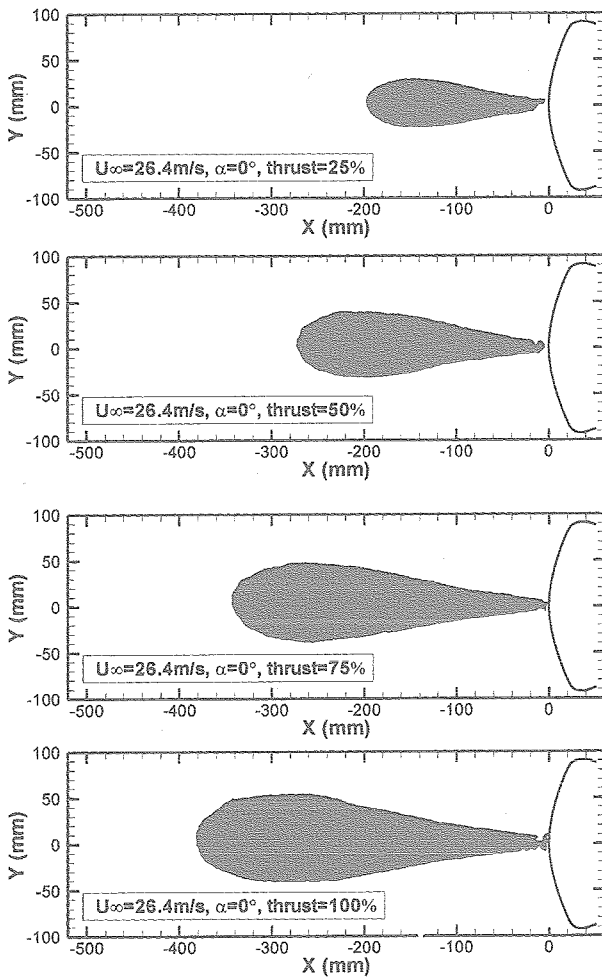 100
50
0
-50
-100
Y (mm)
U∞=26.4m/s, α=0°, thrust=25%
-500 -400 -300 -200 -100 0
X (mm)
100
50
0
-50
-100
Y (mm)
U∞=26.4m/s, α=0°, thrust=50%
-500 -400 -300 -200 -100 0
X (mm)
100
50
0
-50
-100
Y (mm)
U∞=26.4m/s, α=0°, thrust=75%
-500 -400 -300 -200 -100 0
X (mm)
100
50
0
-50
-100
Y (mm)
U∞=26.4m/s, α=0°, thrust=100%
-500 -400 -300 -200 -100 0
X (mm)